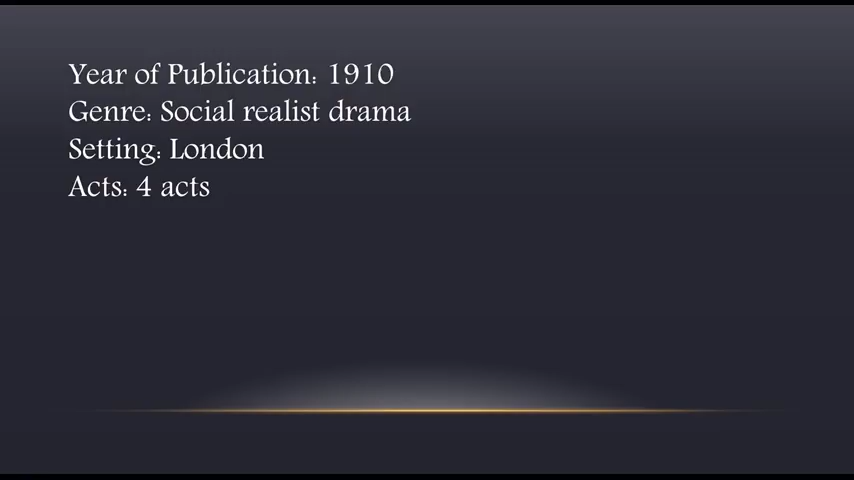 Year of Publication: 1910
Genre: Social realist drama
Setting: London
Acts: 4 acts